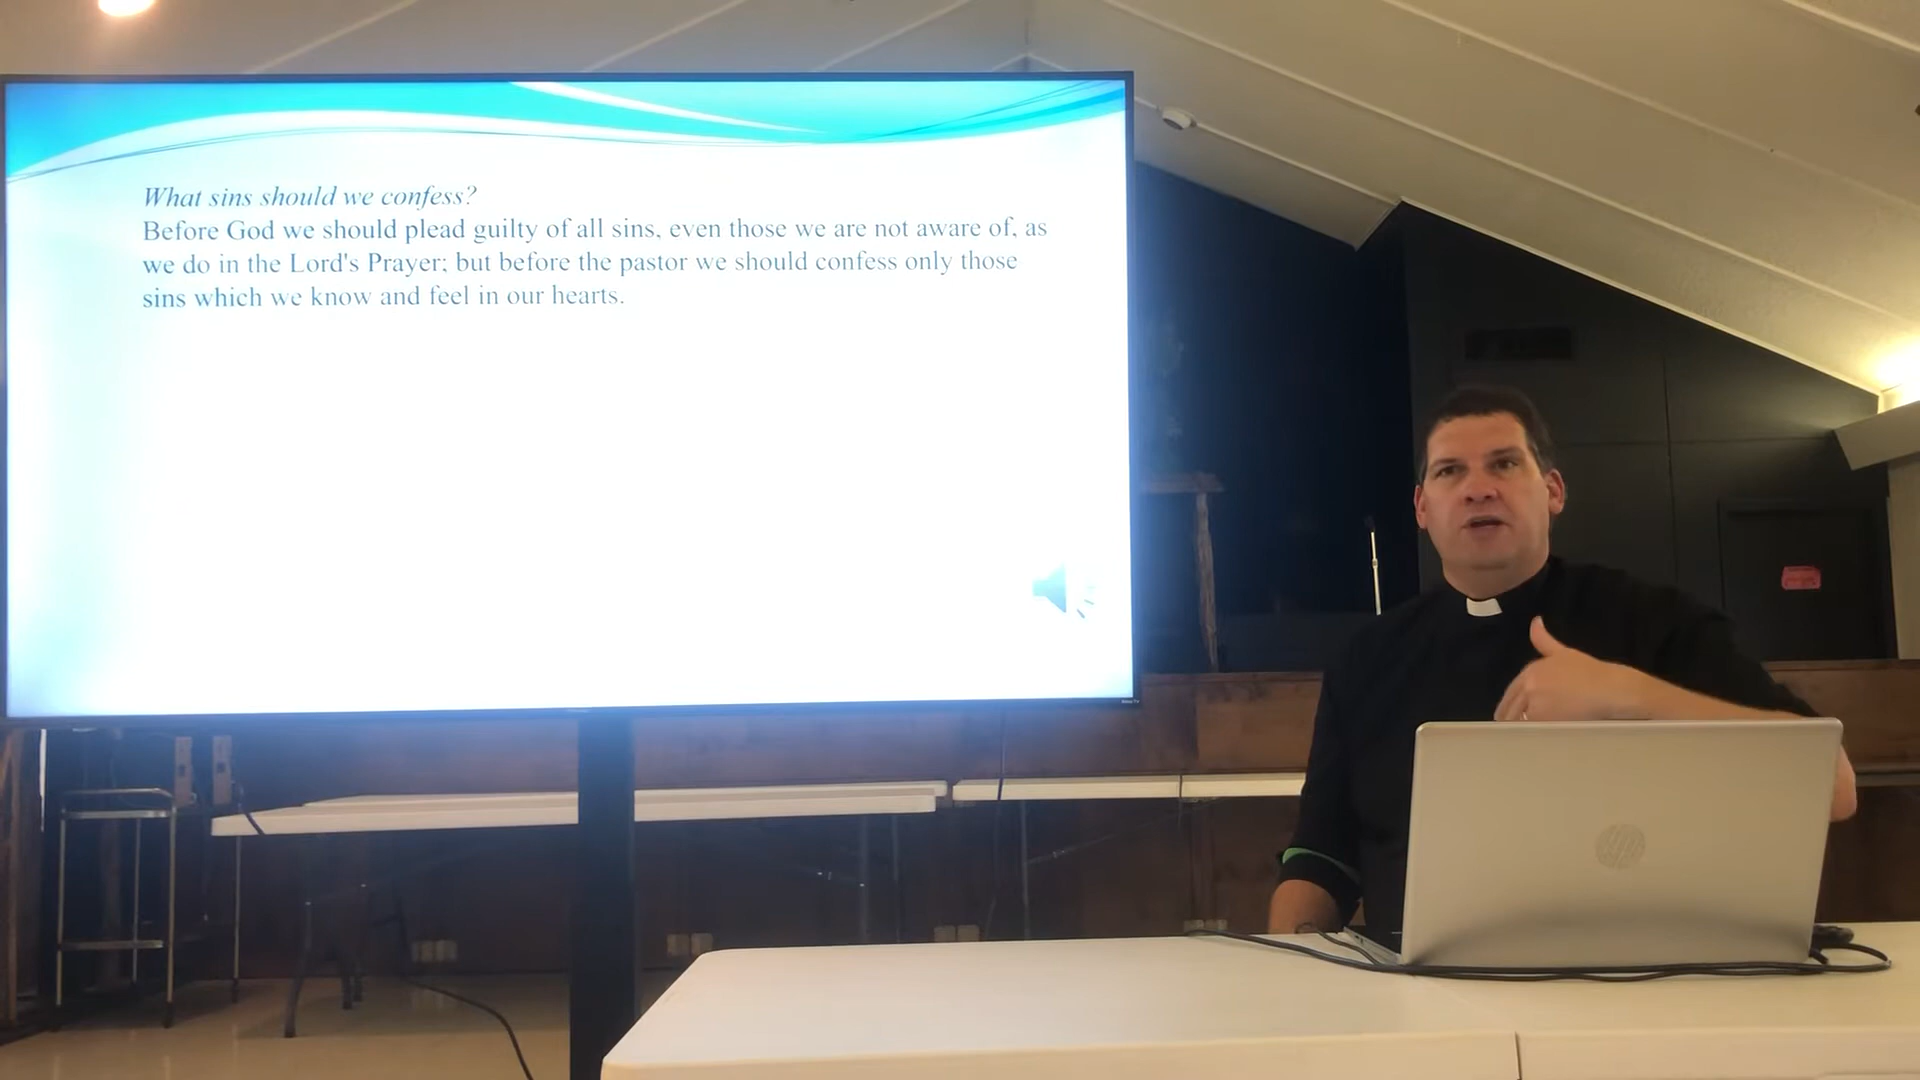 What sins should we confess?
Before God we should plead guilty of all sins, even those we are not aware of, as
we do in the Lord's Prayer; but before the pastor we should confess only those
sins which we know and feel in our hearts.
hp